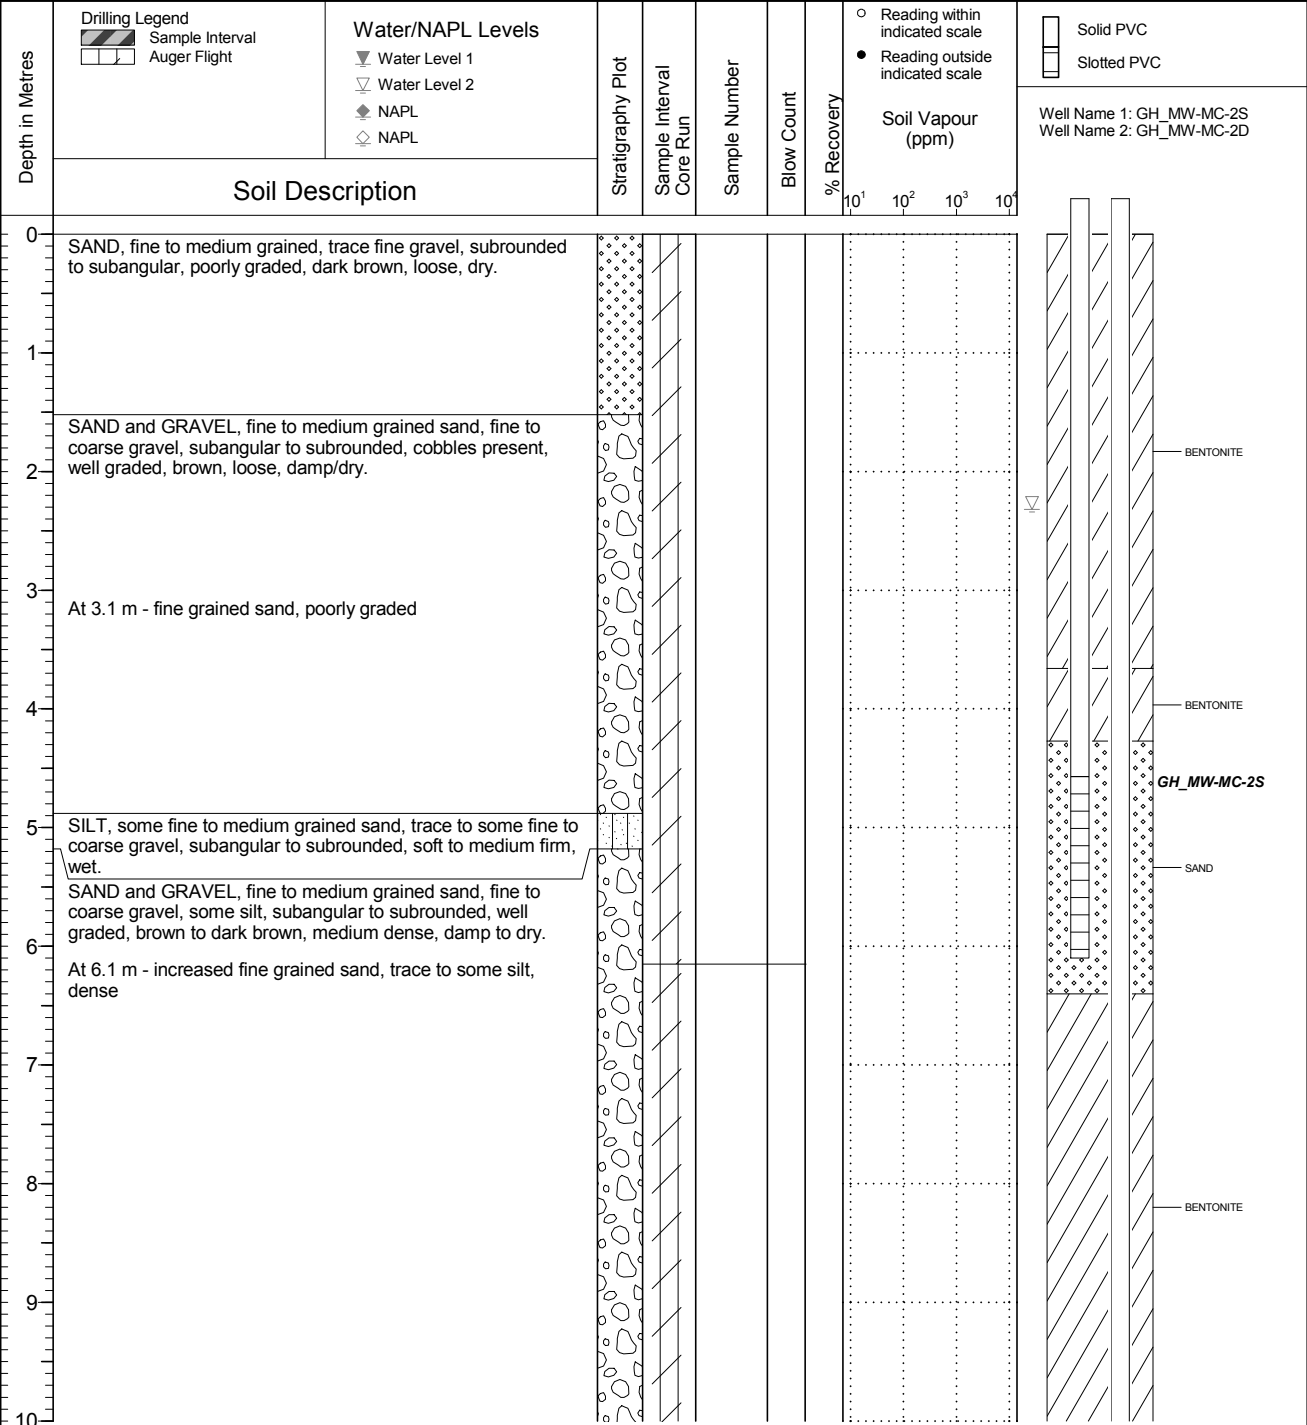 Drilling Legend
Sample Interval
Auger Flight
Water/NAPL Levels
Water Level 1
Water Level 2
NAPL
NAPL
Depth in Metres
Soil Description
Stratigraphy Plot
Sample Interval
Core Run
Sample Number
Blow Count
% Recovery
Reading within
indicated scale
Reading outside
indicated scale
Soil Vapour
(ppm)
10¹ 10² 10³ 10⁴
Solid PVC
Slotted PVC
Well Name 1: GH_MW-MC-2S
Well Name 2: GH_MW-MC-2D
0
SAND, fine to medium grained, trace fine gravel, subrounded
to subangular, poorly graded, dark brown, loose, dry.
1
SAND and GRAVEL, fine to medium grained sand, fine to
coarse gravel, subangular to subrounded, cobbles present,
well graded, brown, loose, damp/dry.
BENTONITE
2
3
At 3.1 m - fine grained sand, poorly graded
4
BENTONITE
GH_MW-MC-2S
5
SILT, some fine to medium grained sand, trace to some fine to
coarse gravel, subangular to subrounded, soft to medium firm,
wet.
SAND
SAND and GRAVEL, fine to medium grained sand, fine to
coarse gravel, some silt, subangular to subrounded, well
graded, brown to dark brown, medium dense, damp to dry.
6
At 6.1 m - increased fine grained sand, trace to some silt,
dense
7
8
BENTONITE
9
10